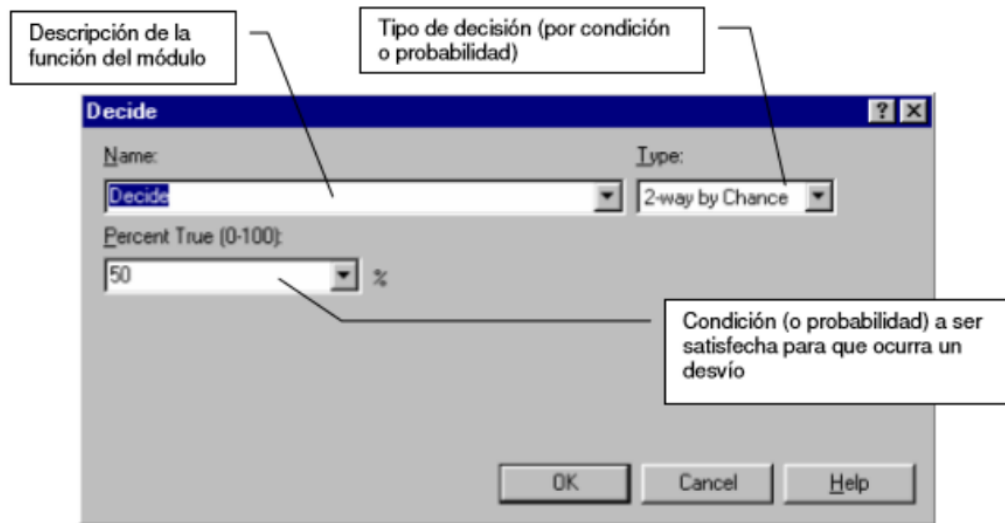 Descripción de la
función del módulo
Tipo de decisión (por condición
o probabilidad)
Decide
Name:
Type:
Decide
2-way by Chance
Percent True (0-100):
50
%
Condición (o probabilidad) a ser
satisfecha para que ocurra un
desvío
OK
Cancel
Help